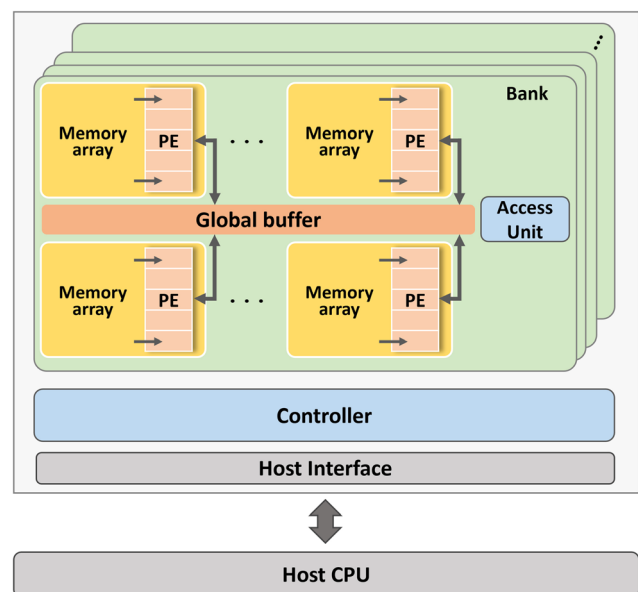 Bank
Memory
array
PE
. . .
Memory
array
PE
Global buffer
Access
Unit
Memory
array
PE
. . .
Memory
array
PE
Controller
Host Interface
Host CPU